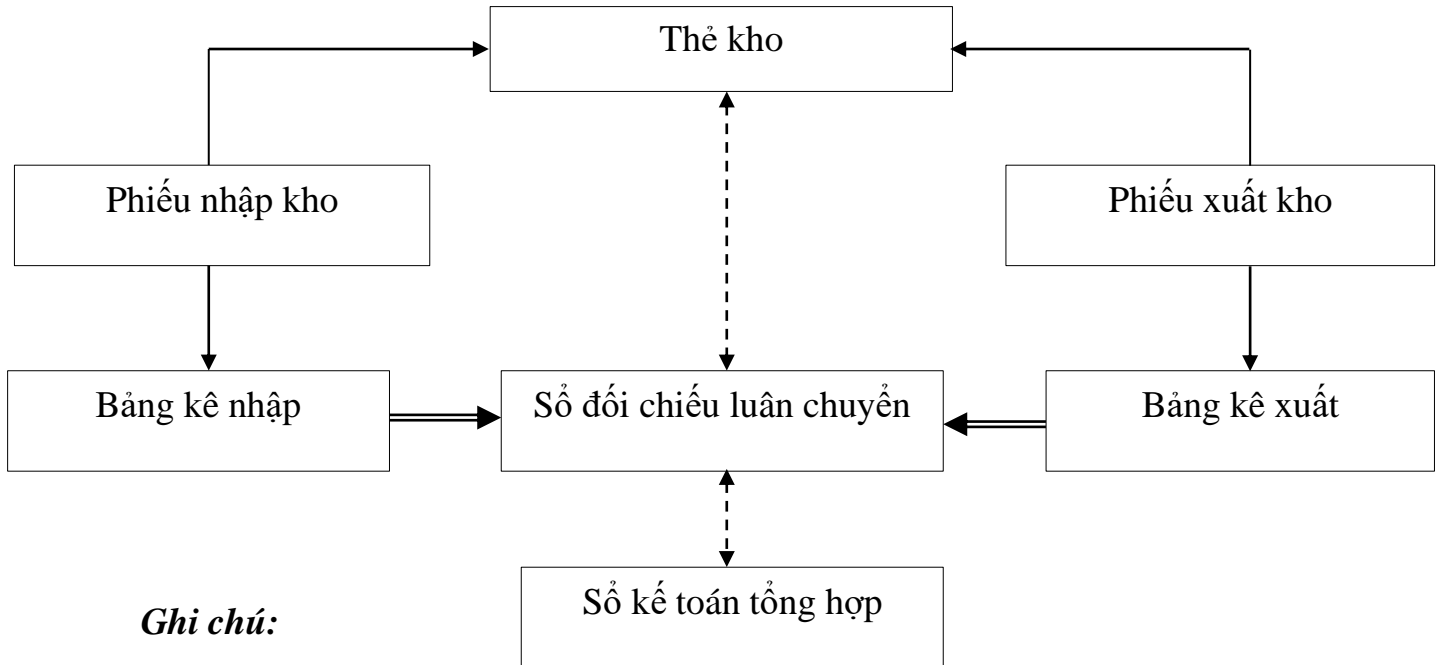 Thẻ kho
Phiếu nhập kho
Phiếu xuất kho
Bảng kê nhập
Sổ đối chiếu luân chuyển
Bảng kê xuất
Sổ kế toán tổng hợp
Ghi chú: